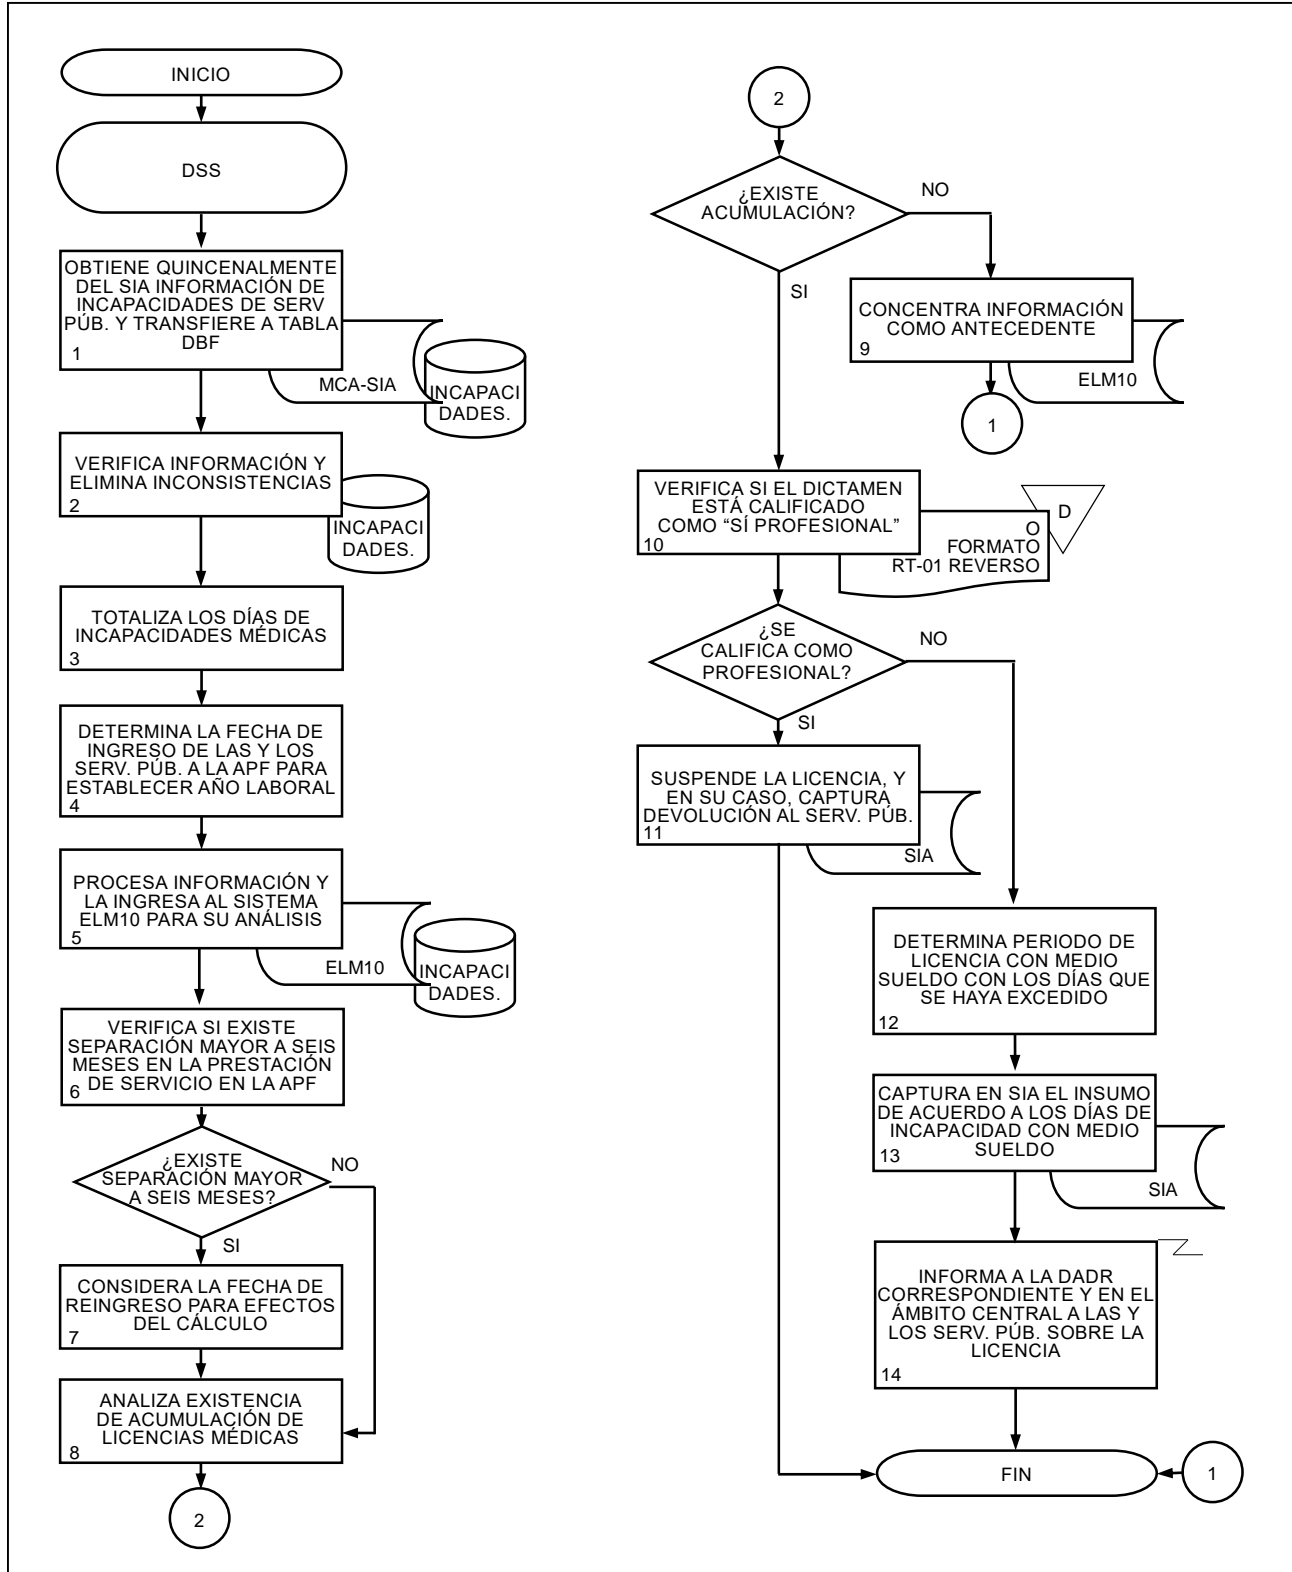 INICIO
DSS
OBTIENE QUINCENALMENTE
DEL SIA INFORMACIÓN DE
INCAPACIDADES DE SERV
PÚB. Y TRANSFIERE A TABLA
DBF
1
MCA-SIA
INCAPACI
DADES.
VERIFICA INFORMACIÓN Y
ELIMINA INCONSISTENCIAS
2
INCAPACI
DADES.
TOTALIZA LOS DÍAS DE
INCAPACIDADES MÉDICAS
3
DETERMINA LA FECHA DE
INGRESO DE LAS Y LOS
SERV. PÚB. A LA APF PARA
ESTABLECER AÑO LABORAL
4
PROCESA INFORMACIÓN Y
LA INGRESA AL SISTEMA
ELM10 PARA SU ANÁLISIS
5
ELM10
INCAPACI
DADES.
VERIFICA SI EXISTE
SEPARACIÓN MAYOR A SEIS
MESES EN LA PRESTACIÓN
DE SERVICIO EN LA APF
6
¿EXISTE
SEPARACIÓN MAYOR
A SEIS MESES?
NO
SI
CONSIDERA LA FECHA DE
REINGRESO PARA EFECTOS
DEL CÁLCULO
7
ANALIZA EXISTENCIA
DE ACUMULACIÓN DE
LICENCIAS MÉDICAS
8
2
2
¿EXISTE
ACUMULACIÓN?
NO
SI
CONCENTRA INFORMACIÓN
COMO ANTECEDENTE
9
ELM10
1
VERIFICA SI EL DICTAMEN
ESTÁ CALIFICADO
COMO “SÍ PROFESIONAL”
10
D
O
FORMATO
RT-01 REVERSO
¿SE
CALIFICA COMO
PROFESIONAL?
NO
SI
SUSPENDE LA LICENCIA, Y
EN SU CASO, CAPTURA
DEVOLUCIÓN AL SERV. PÚB.
11
SIA
DETERMINA PERIODO DE
LICENCIA CON MEDIO
SUELDO CON LOS DÍAS QUE
SE HAYA EXCEDIDO
12
CAPTURA EN SIA EL INSUMO
DE ACUERDO A LOS DÍAS DE
INCAPACIDAD CON MEDIO
SUELDO
13
SIA
INFORMA A LA DADR
CORRESPONDIENTE Y EN EL
ÁMBITO CENTRAL A LAS Y
LOS SERV. PÚB. SOBRE LA
LICENCIA
14
FIN
1